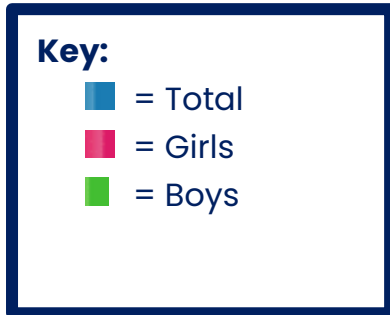 Key:
= Total
= Girls
= Boys